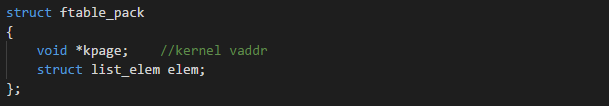 struct ftable_pack
{
    void *kpage;    //kernel vaddr
    struct list_elem elem;
};